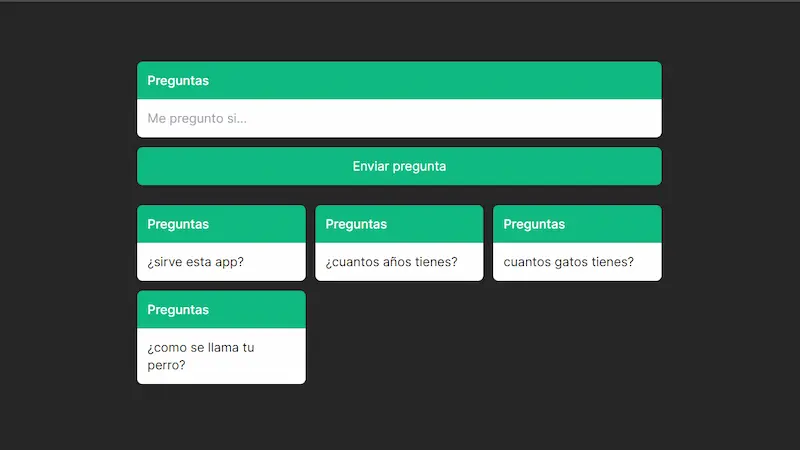 Preguntas
Me pregunto si...
Enviar pregunta
Preguntas
¿sirve esta app?
Preguntas
¿cuantos años tienes?
Preguntas
cuantos gatos tienes?
Preguntas
¿como se llama tu
perro?